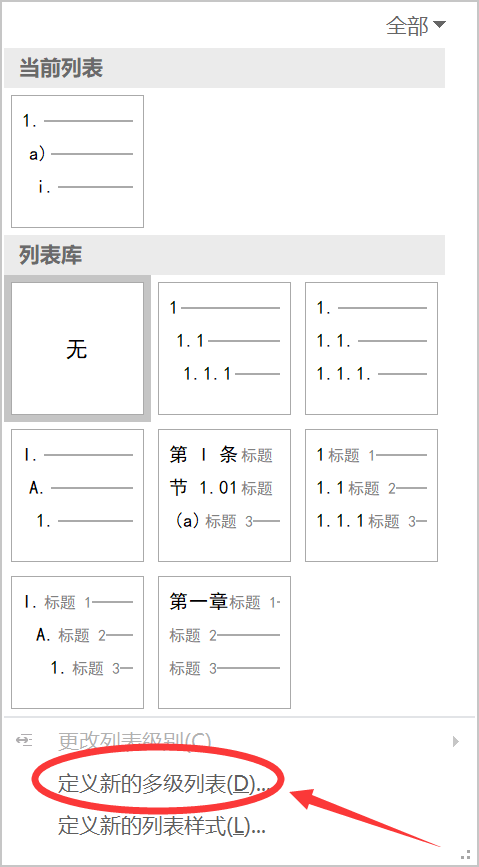 全部
当前列表
1.
a)
i.
列表库
无
1
1.1
1.1.1
1.
1.1.
1.1.1.
I.
A.
1.
第 I 条标题
节 1.01标题
(a)标题 3
1标题 1
1.1标题 2
1.1.1标题 3
I.标题 1
A.标题 2
1.标题 3
第一章标题 1
标题 2
标题 3
更改列表级别(C)
定义新的多级列表(D)...
定义新的列表样式(L)...